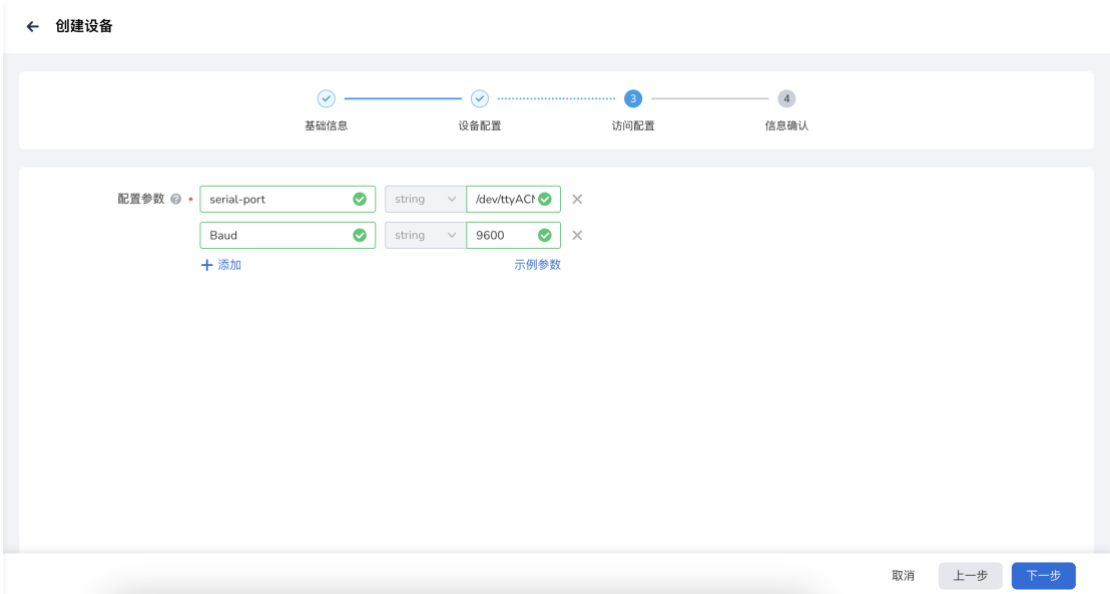 创建设备
3 4
基础信息 设备配置 访问配置 信息确认
配置参数 ? * serial-port string /dev/ttyAC
Baud string 9600
+ 添加 示例参数
取消 上一步 下一步